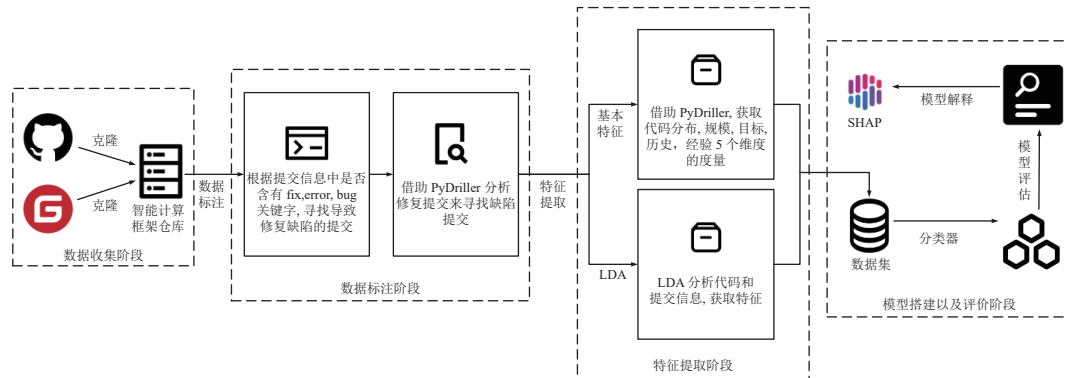 克隆
克隆
智能计算
框架仓库
数据收集阶段
数据
标注
根据提交信息中是否
含有 fix,error, bug
关键字, 寻找导致
修复缺陷的提交
借助 PyDriller 分析
修复提交来寻找缺陷
提交
数据标注阶段
特征
提取
基本
特征
借助 PyDriller, 获取
代码分布, 规模, 目标,
历史，经验 5 个维度
的度量
LDA
LDA 分析代码和
提交信息, 获取特征
特征提取阶段
SHAP
模型解释
模型评估
数据集
分类器
模型搭建以及评价阶段